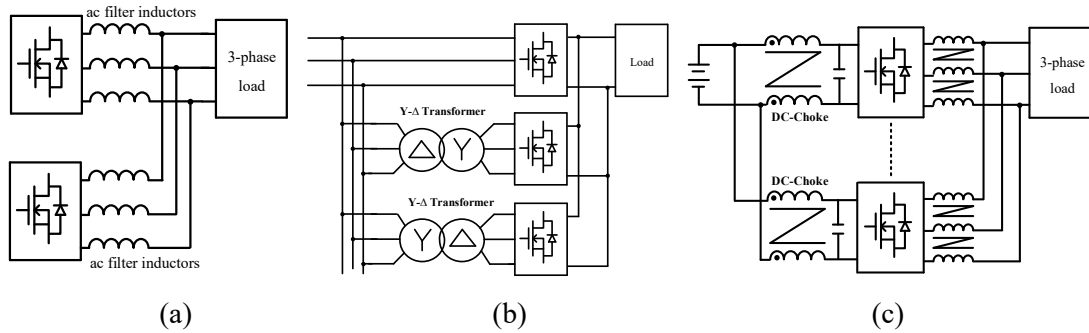 ac filter inductors
3-phase
load
ac filter inductors
(a)
Load
Y-Δ Transformer
Y-Δ Transformer
(b)
DC-Choke
DC-Choke
3-phase
load
(c)